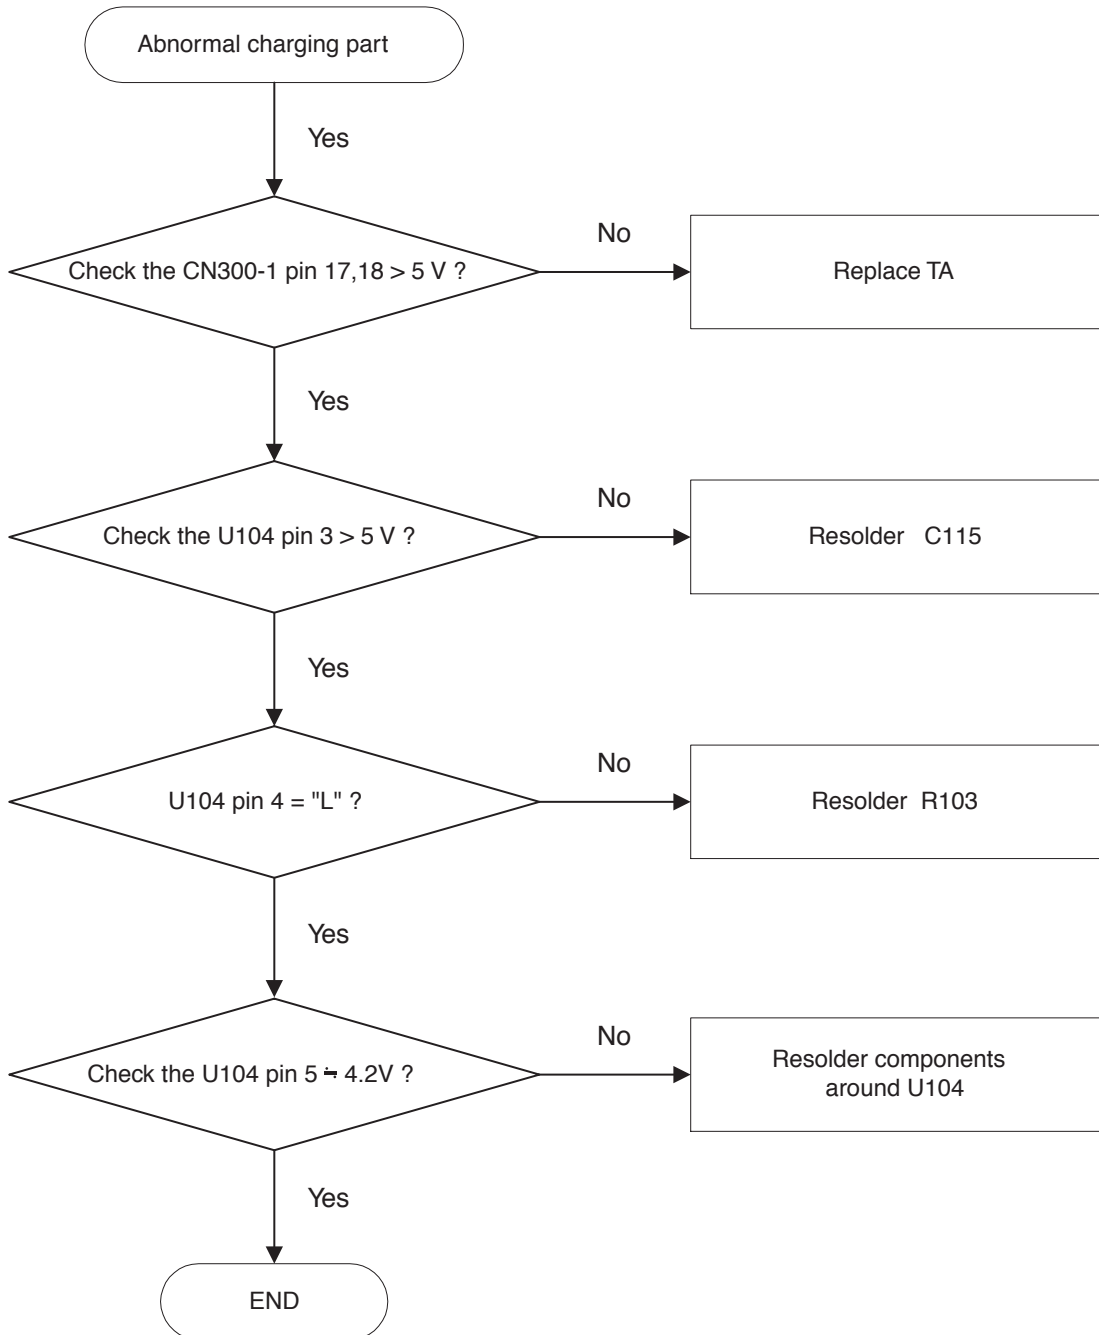 Abnormal charging part
Yes
Check the CN300-1 pin 17,18 > 5 V ?
No
Replace TA
Yes
Check the U104 pin 3 > 5 V ?
No
Resolder C115
Yes
U104 pin 4 = "L" ?
No
Resolder R103
Yes
Check the U104 pin 5 ≒ 4.2V ?
No
Resolder components
around U104
Yes
END